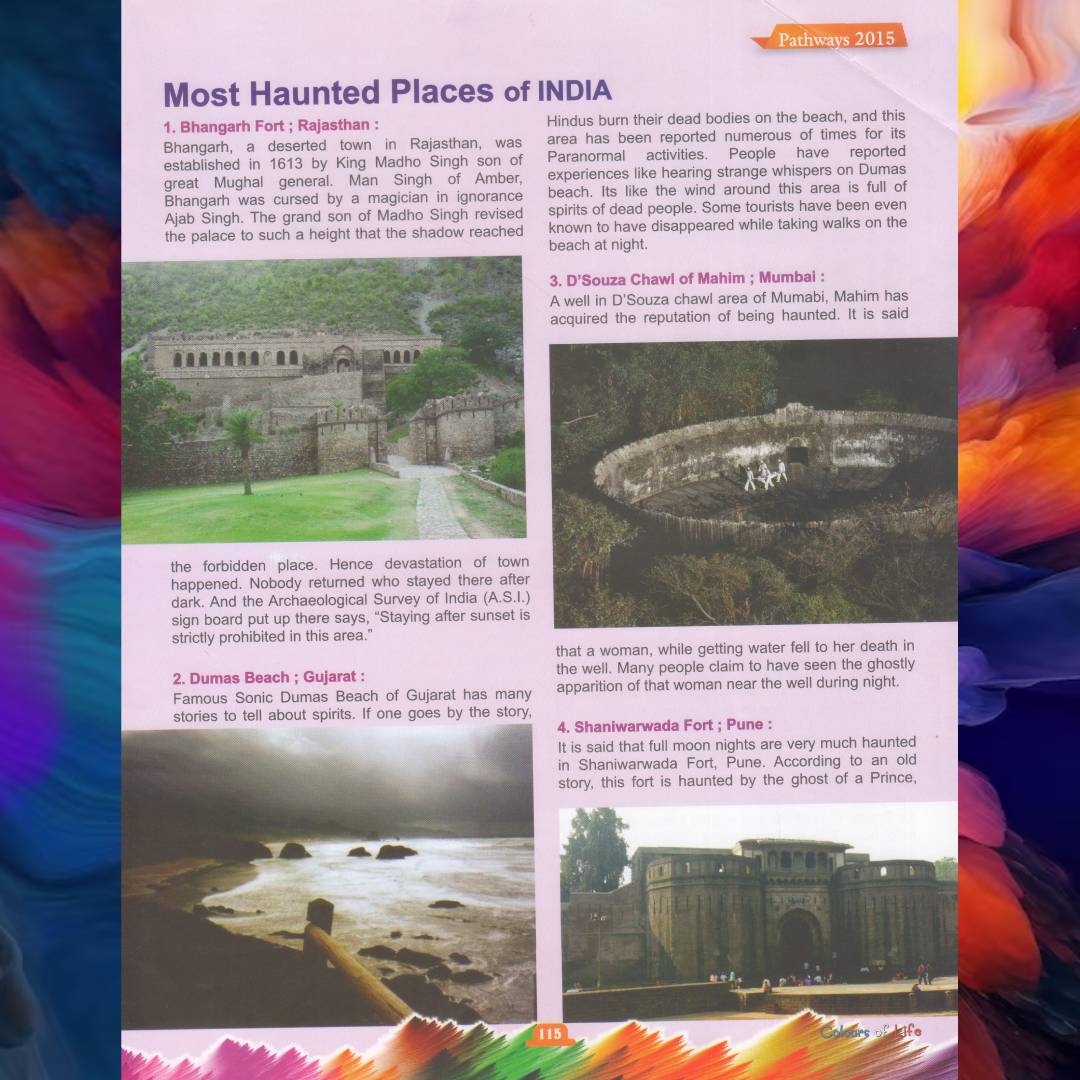 Pathways 2015
Most Haunted Places of INDIA
1. Bhangarh Fort ; Rajasthan :
Bhangarh, a deserted town in Rajasthan, was
established in 1613 by King Madho Singh son of
great Mughal general. Man Singh of Amber,
Bhangarh was cursed by a magician in ignorance
Ajab Singh. The grand son of Madho Singh revised
the palace to such a height that the shadow reached
the forbidden place. Hence devastation of town
happened. Nobody returned who stayed there after
dark. And the Archaeological Survey of India (A.S.I.)
sign board put up there says, “Staying after sunset is
strictly prohibited in this area.”
2. Dumas Beach ; Gujarat :
Famous Sonic Dumas Beach of Gujarat has many
stories to tell about spirits. If one goes by the story,
Hindus burn their dead bodies on the beach, and this
area has been reported numerous of times for its
Paranormal activities. People have reported
experiences like hearing strange whispers on Dumas
beach. Its like the wind around this area is full of
spirits of dead people. Some tourists have been even
known to have disappeared while taking walks on the
beach at night.
3. D’Souza Chawl of Mahim ; Mumbai :
A well in D’Souza chawl area of Mumabi, Mahim has
acquired the reputation of being haunted. It is said
that a woman, while getting water fell to her death in
the well. Many people claim to have seen the ghostly
apparition of that woman near the well during night.
4. Shaniwarwada Fort ; Pune :
It is said that full moon nights are very much haunted
in Shaniwarwada Fort, Pune. According to an old
story, this fort is haunted by the ghost of a Prince,
115
Colours of Life